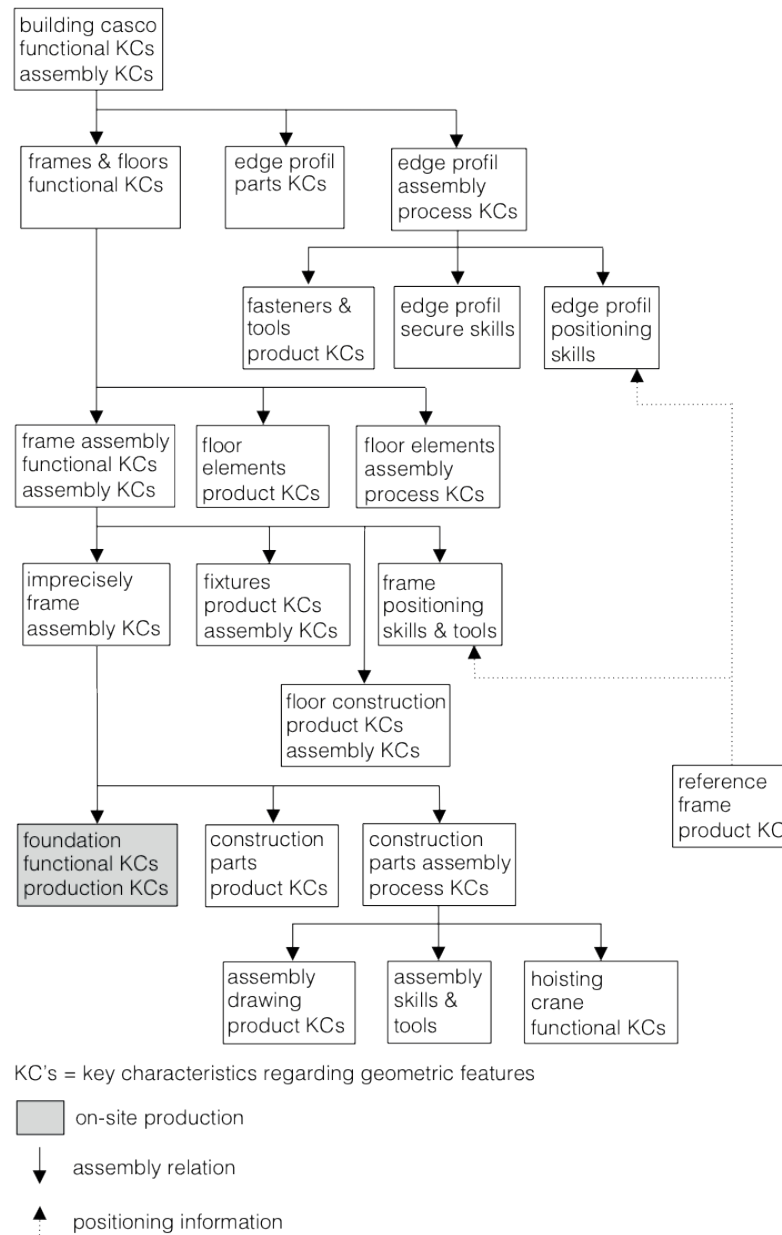 building casco
functional KCs
assembly KCs
frames & floors
functional KCs
edge profil
parts KCs
edge profil
assembly
process KCs
fasteners &
tools
product KCs
edge profil
secure skills
edge profil
positioning
skills
frame assembly
functional KCs
assembly KCs
floor
elements
product KCs
floor elements
assembly
process KCs
imprecisely
frame
assembly KCs
fixtures
product KCs
assembly KCs
frame
positioning
skills & tools
floor construction
product KCs
assembly KCs
reference
frame
product KC
foundation
functional KCs
production KCs
construction
parts
product KCs
construction
parts assembly
process KCs
assembly
drawing
product KCs
assembly
skills &
tools
hoisting
crane
functional KCs
KC's = key characteristics regarding geometric features
on-site production
assembly relation
positioning information